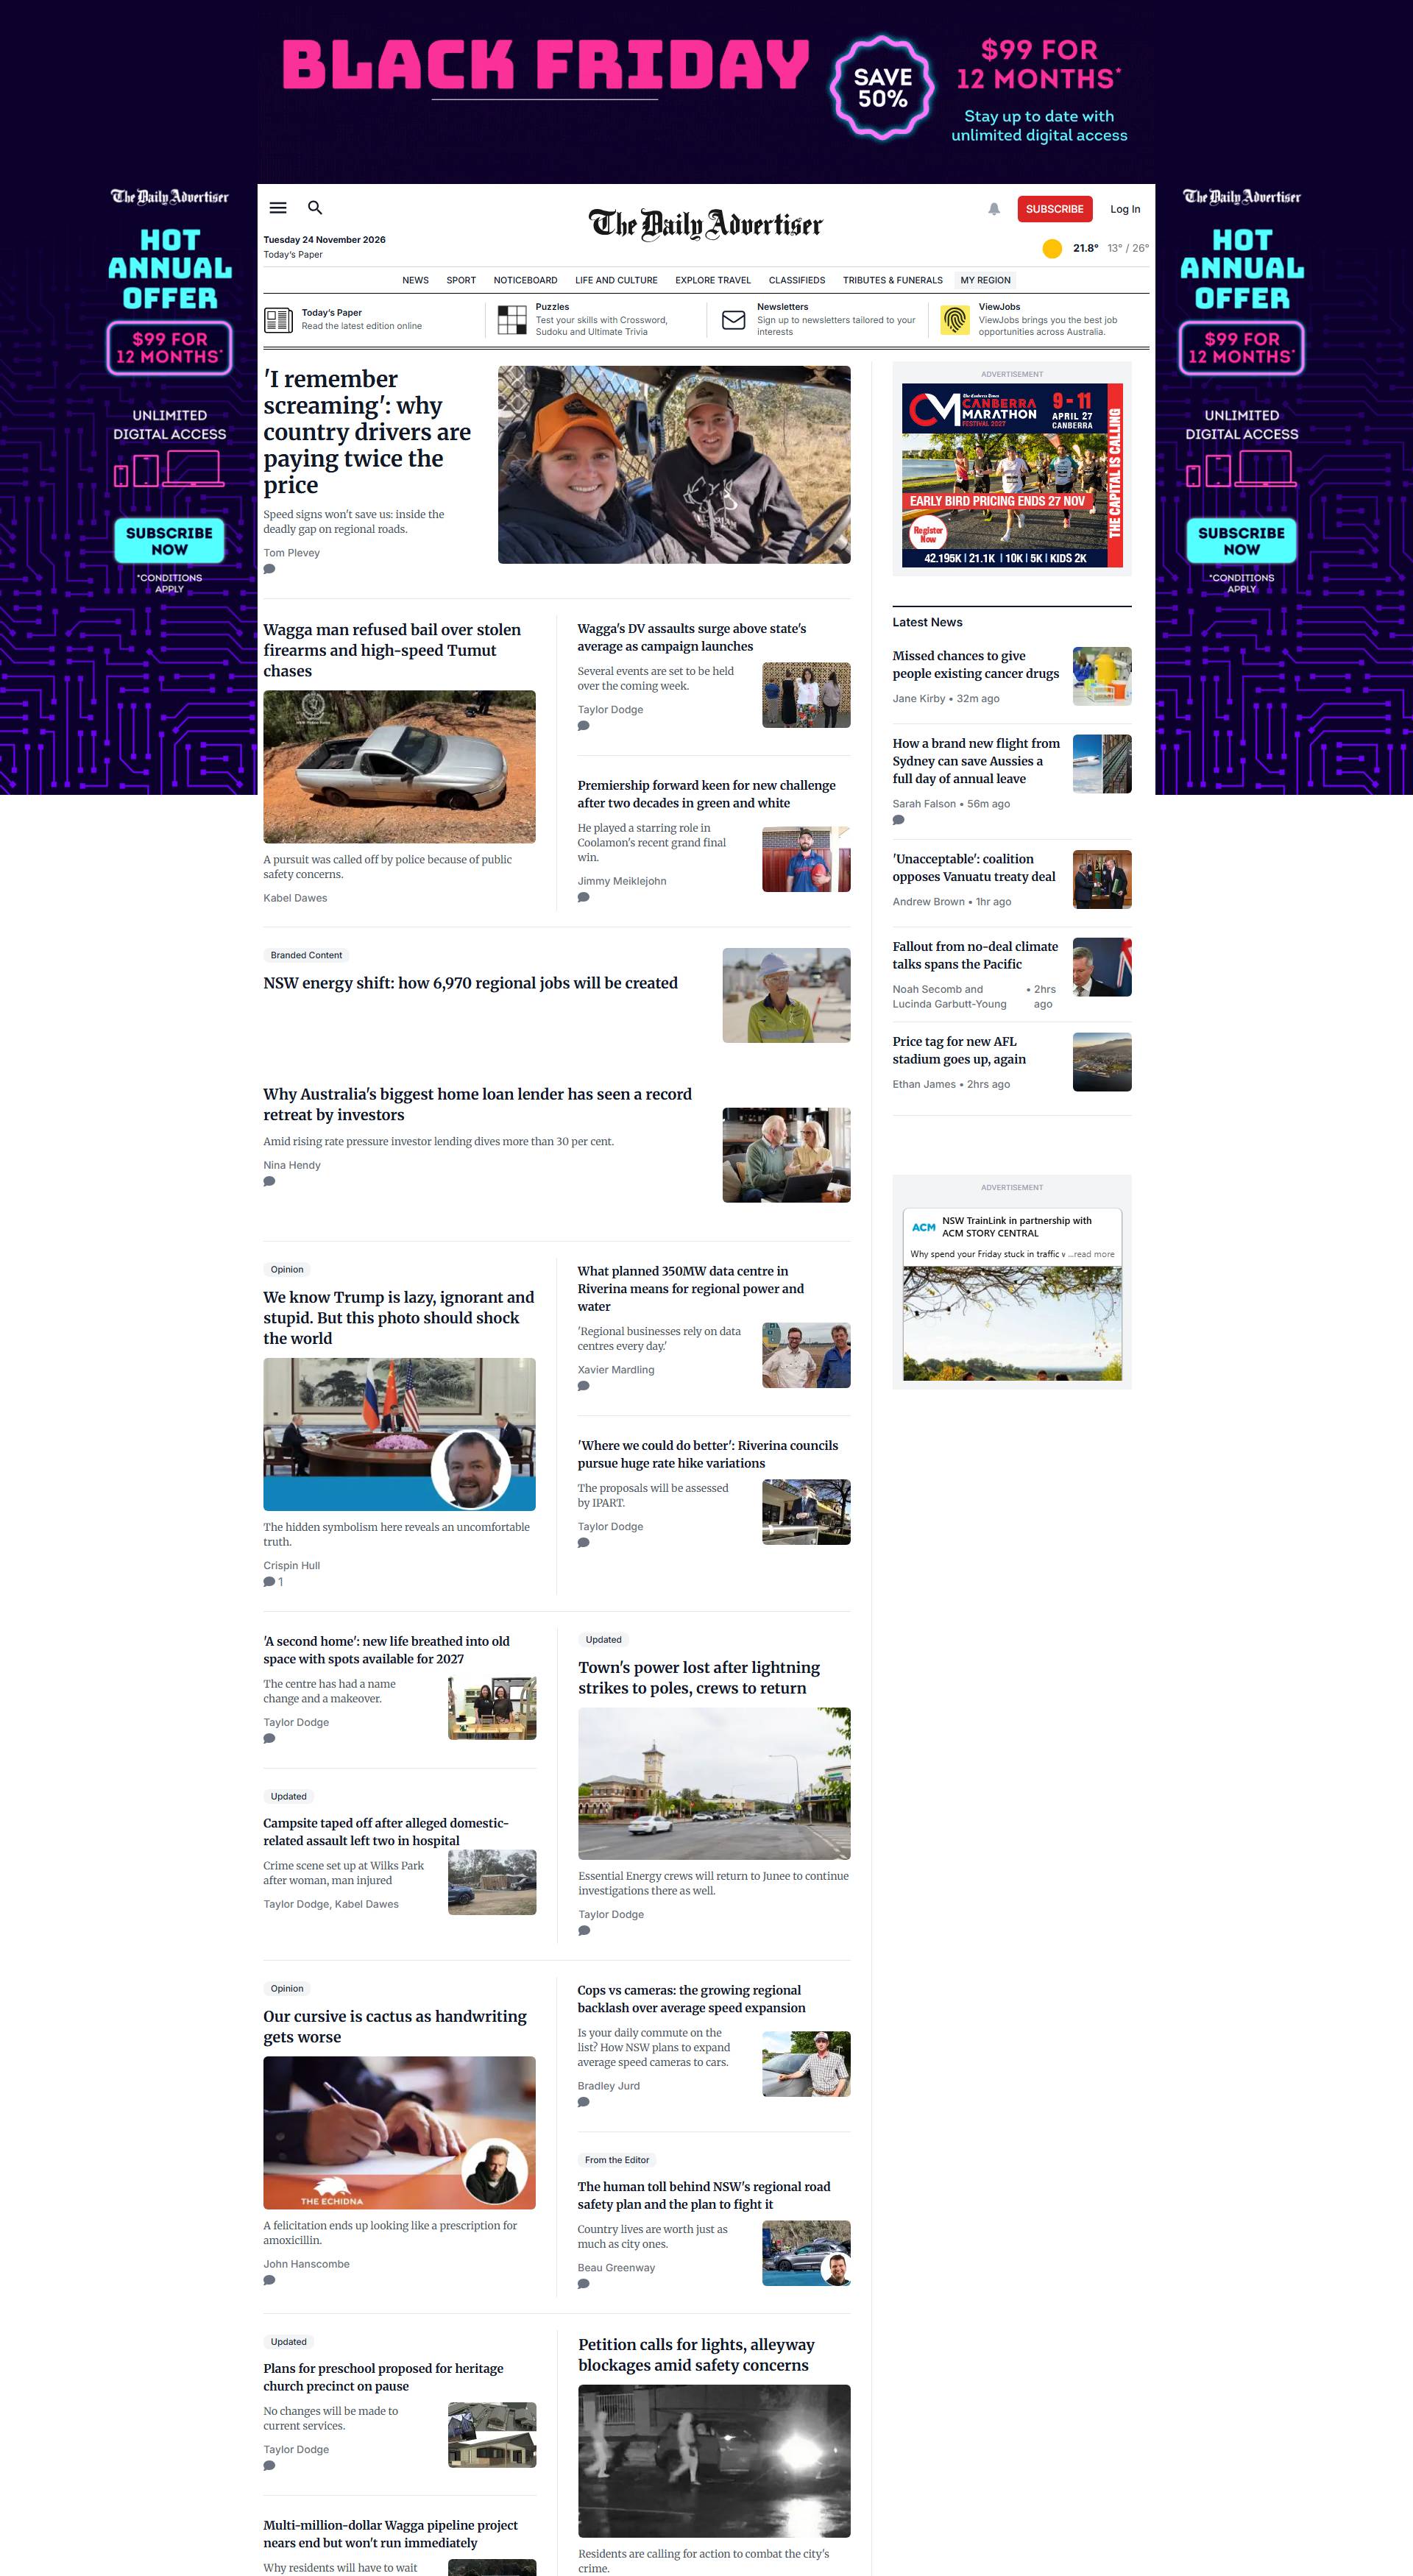 BLACK FRIDAY
SAVE
50%
$99 FOR
12 MONTHS*
Stay up to date with
unlimited digital access
The Daily Advertiser
HOT
ANNUAL
OFFER
$99 FOR
12 MONTHS*
UNLIMITED
DIGITAL ACCESS
SUBSCRIBE
NOW
*CONDITIONS
APPLY
The Daily Advertiser
HOT
ANNUAL
OFFER
$99 FOR
12 MONTHS*
UNLIMITED
DIGITAL ACCESS
SUBSCRIBE
NOW
*CONDITIONS
APPLY
The Daily Advertiser
SUBSCRIBE
Log In
Tuesday 24 November 2026
Today's Paper
21.8° 13° / 26°
NEWS SPORT NOTICEBOARD LIFE AND CULTURE EXPLORE TRAVEL CLASSIFIEDS TRIBUTES & FUNERALS MY REGION
Today's Paper
Read the latest edition online
Puzzles
Test your skills with Crossword,
Sudoku and Ultimate Trivia
Newsletters
Sign up to newsletters tailored to your
interests
ViewJobs
ViewJobs brings you the best job
opportunities across Australia.
'I remember
screaming': why
country drivers are
paying twice the
price
Speed signs won't save us: inside the
deadly gap on regional roads.
Tom Plevey
Wagga man refused bail over stolen
firearms and high-speed Tumut
chases
A pursuit was called off by police because of public
safety concerns.
Kabel Dawes
Wagga's DV assaults surge above state's
average as campaign launches
Several events are set to be held
over the coming week.
Taylor Dodge
Premiership forward keen for new challenge
after two decades in green and white
He played a starring role in
Coolamon's recent grand final
win.
Jimmy Meiklejohn
Branded Content
NSW energy shift: how 6,970 regional jobs will be created
Why Australia's biggest home loan lender has seen a record
retreat by investors
Amid rising rate pressure investor lending dives more than 30 per cent.
Nina Hendy
Opinion
We know Trump is lazy, ignorant and
stupid. But this photo should shock
the world
The hidden symbolism here reveals an uncomfortable
truth.
Crispin Hull
1
What planned 350MW data centre in
Riverina means for regional power and
water
'Regional businesses rely on data
centres every day.'
Xavier Mardling
'Where we could do better': Riverina councils
pursue huge rate hike variations
The proposals will be assessed
by IPART.
Taylor Dodge
'A second home': new life breathed into old
space with spots available for 2027
The centre has had a name
change and a makeover.
Taylor Dodge
Updated
Campsite taped off after alleged domestic-
related assault left two in hospital
Crime scene set up at Wilks Park
after woman, man injured
Taylor Dodge, Kabel Dawes
Updated
Town's power lost after lightning
strikes to poles, crews to return
Essential Energy crews will return to Junee to continue
investigations there as well.
Taylor Dodge
Opinion
Our cursive is cactus as handwriting
gets worse
THE ECHIDNA
A felicitation ends up looking like a prescription for
amoxicillin.
John Hanscombe
Cops vs cameras: the growing regional
backlash over average speed expansion
Is your daily commute on the
list? How NSW plans to expand
average speed cameras to cars.
Bradley Jurd
From the Editor
The human toll behind NSW's regional road
safety plan and the plan to fight it
Country lives are worth just as
much as city ones.
Beau Greenway
Updated
Plans for preschool proposed for heritage
church precinct on pause
No changes will be made to
current services.
Taylor Dodge
Multi-million-dollar Wagga pipeline project
nears end but won't run immediately
Why residents will have to wait
Petition calls for lights, alleyway
blockages amid safety concerns
Residents are calling for action to combat the city's
crime.
ADVERTISEMENT
CM The Canberra Times
CANBERRA
MARATHON
FESTIVAL 2027
9 - 11
APRIL 27
CANBERRA
THE CAPITAL IS CALLING
EARLY BIRD PRICING ENDS 27 NOV
Register
Now
42.195K | 21.1K | 10K | 5K | KIDS 2K
Latest News
Missed chances to give
people existing cancer drugs
Jane Kirby • 32m ago
How a brand new flight from
Sydney can save Aussies a
full day of annual leave
Sarah Falson • 56m ago
'Unacceptable': coalition
opposes Vanuatu treaty deal
Andrew Brown • 1hr ago
Fallout from no-deal climate
talks spans the Pacific
Noah Secomb and
Lucinda Garbutt-Young
• 2hrs
ago
Price tag for new AFL
stadium goes up, again
Ethan James • 2hrs ago
ADVERTISEMENT
ACM
NSW TrainLink in partnership with
ACM STORY CENTRAL
Why spend your Friday stuck in traffic ...read more